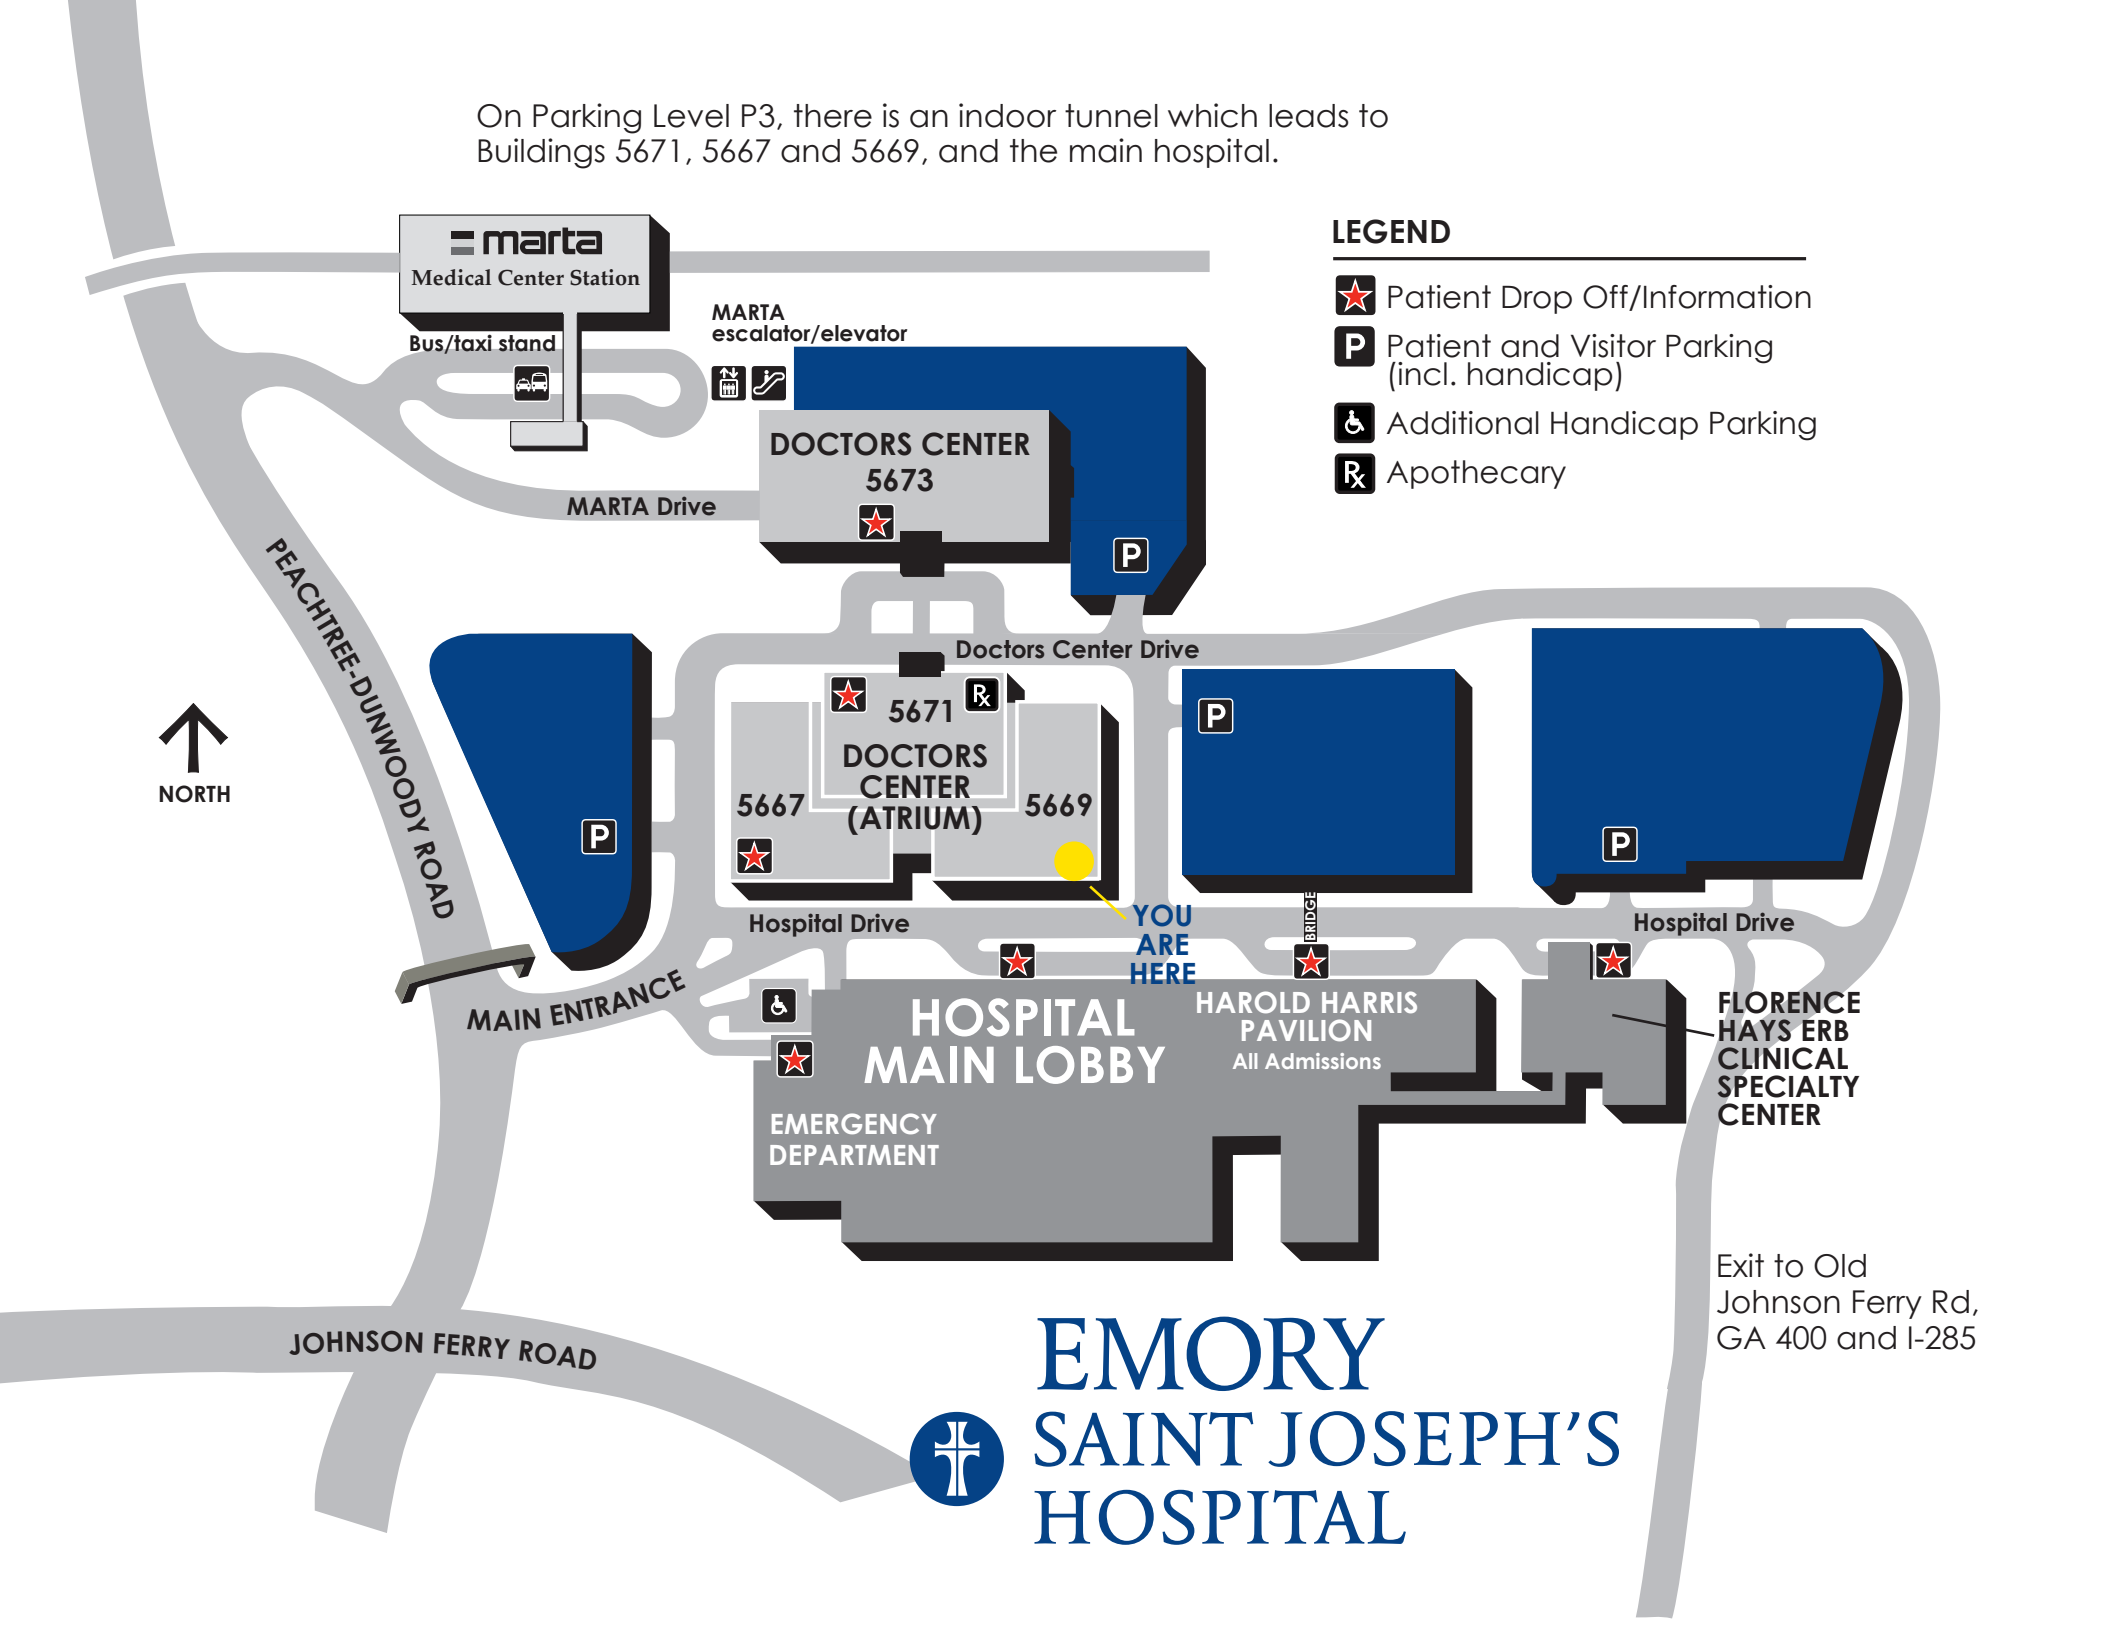 On Parking Level P3, there is an indoor tunnel which leads to
Buildings 5671, 5667 and 5669, and the main hospital.
marta
Medical Center Station
Bus/taxi stand
MARTA
escalator/elevator
LEGEND
Patient Drop Off/Information
P
Patient and Visitor Parking
(incl. handicap)
Additional Handicap Parking
Rx
Apothecary
DOCTORS CENTER
5673
MARTA Drive
P
PEACHTREE-DUNWOODY ROAD
Doctors Center Drive
NORTH
P
5671
Rx
DOCTORS
CENTER
(ATRIUM)
5667
5669
P
P
Hospital Drive
YOU
ARE
HERE
BRIDGE
Hospital Drive
MAIN ENTRANCE
HOSPITAL
MAIN LOBBY
HAROLD HARRIS
PAVILION
All Admissions
FLORENCE
HAYS ERB
CLINICAL
SPECIALTY
CENTER
EMERGENCY
DEPARTMENT
Exit to Old
Johnson Ferry Rd,
GA 400 and I-285
JOHNSON FERRY ROAD
EMORY
SAINT JOSEPH'S
HOSPITAL